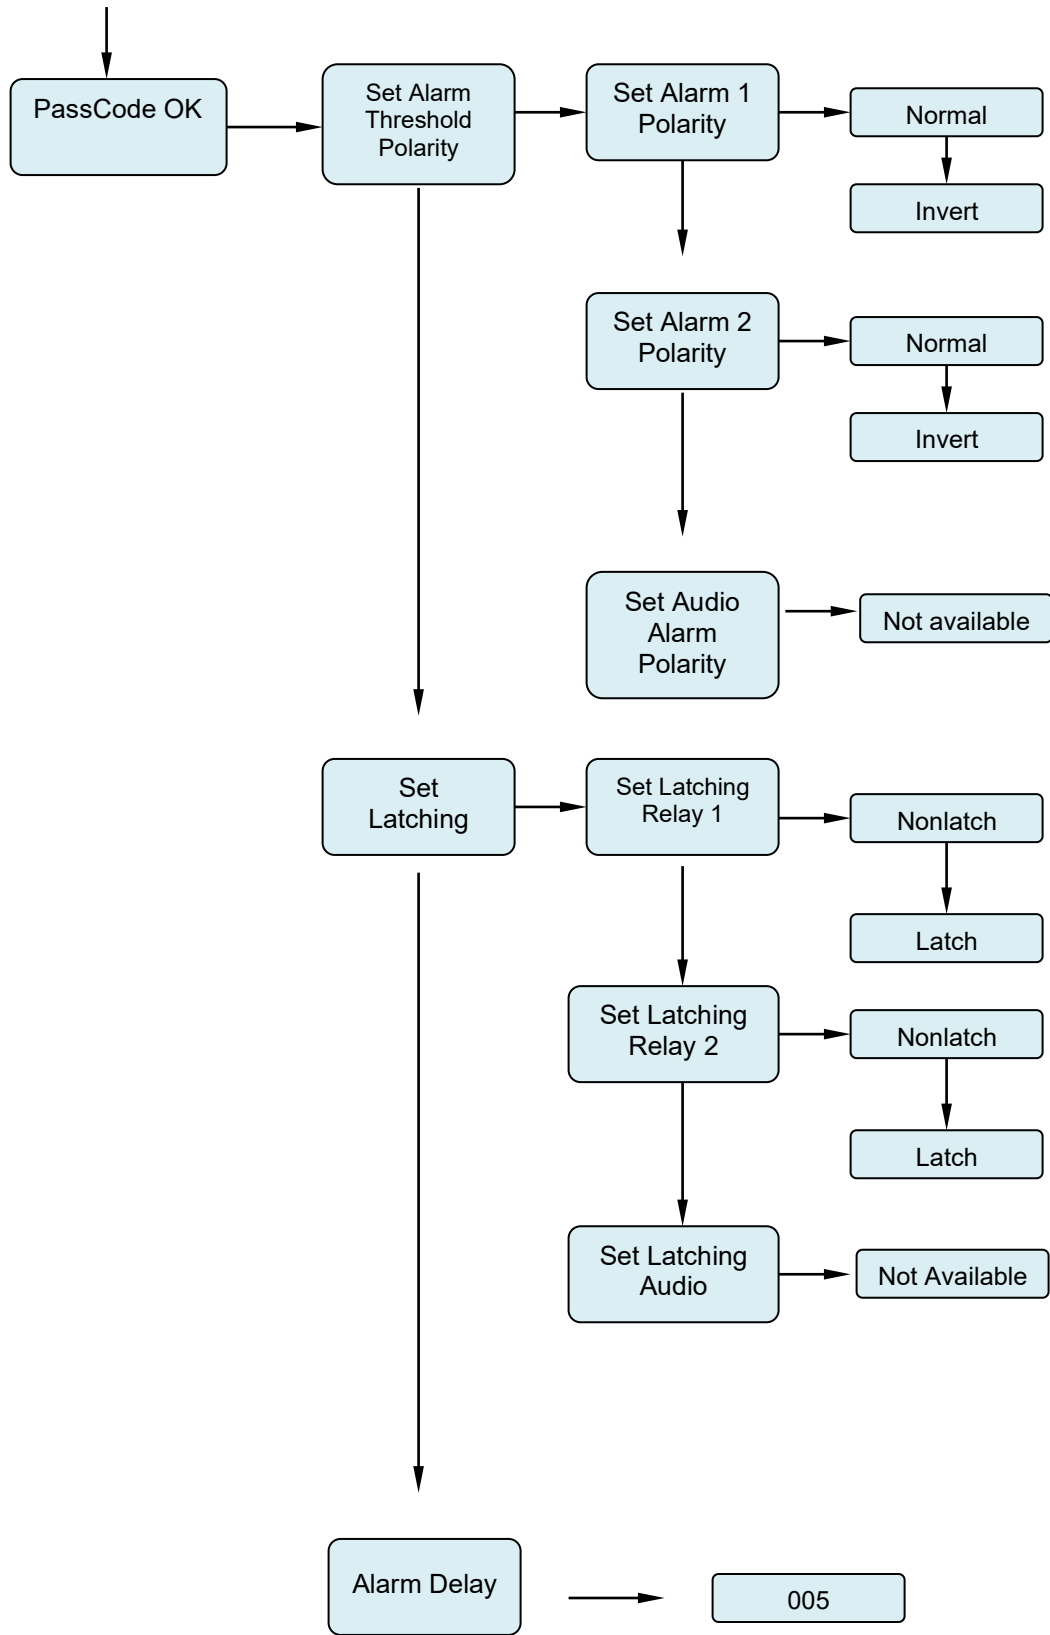 PassCode OK
Set Alarm
Threshold
Polarity
Set Alarm 1
Polarity
Normal
Invert
Set Alarm 2
Polarity
Normal
Invert
Set Audio
Alarm
Polarity
Not available
Set
Latching
Set Latching
Relay 1
Nonlatch
Latch
Set Latching
Relay 2
Nonlatch
Latch
Set Latching
Audio
Not Available
Alarm Delay
005